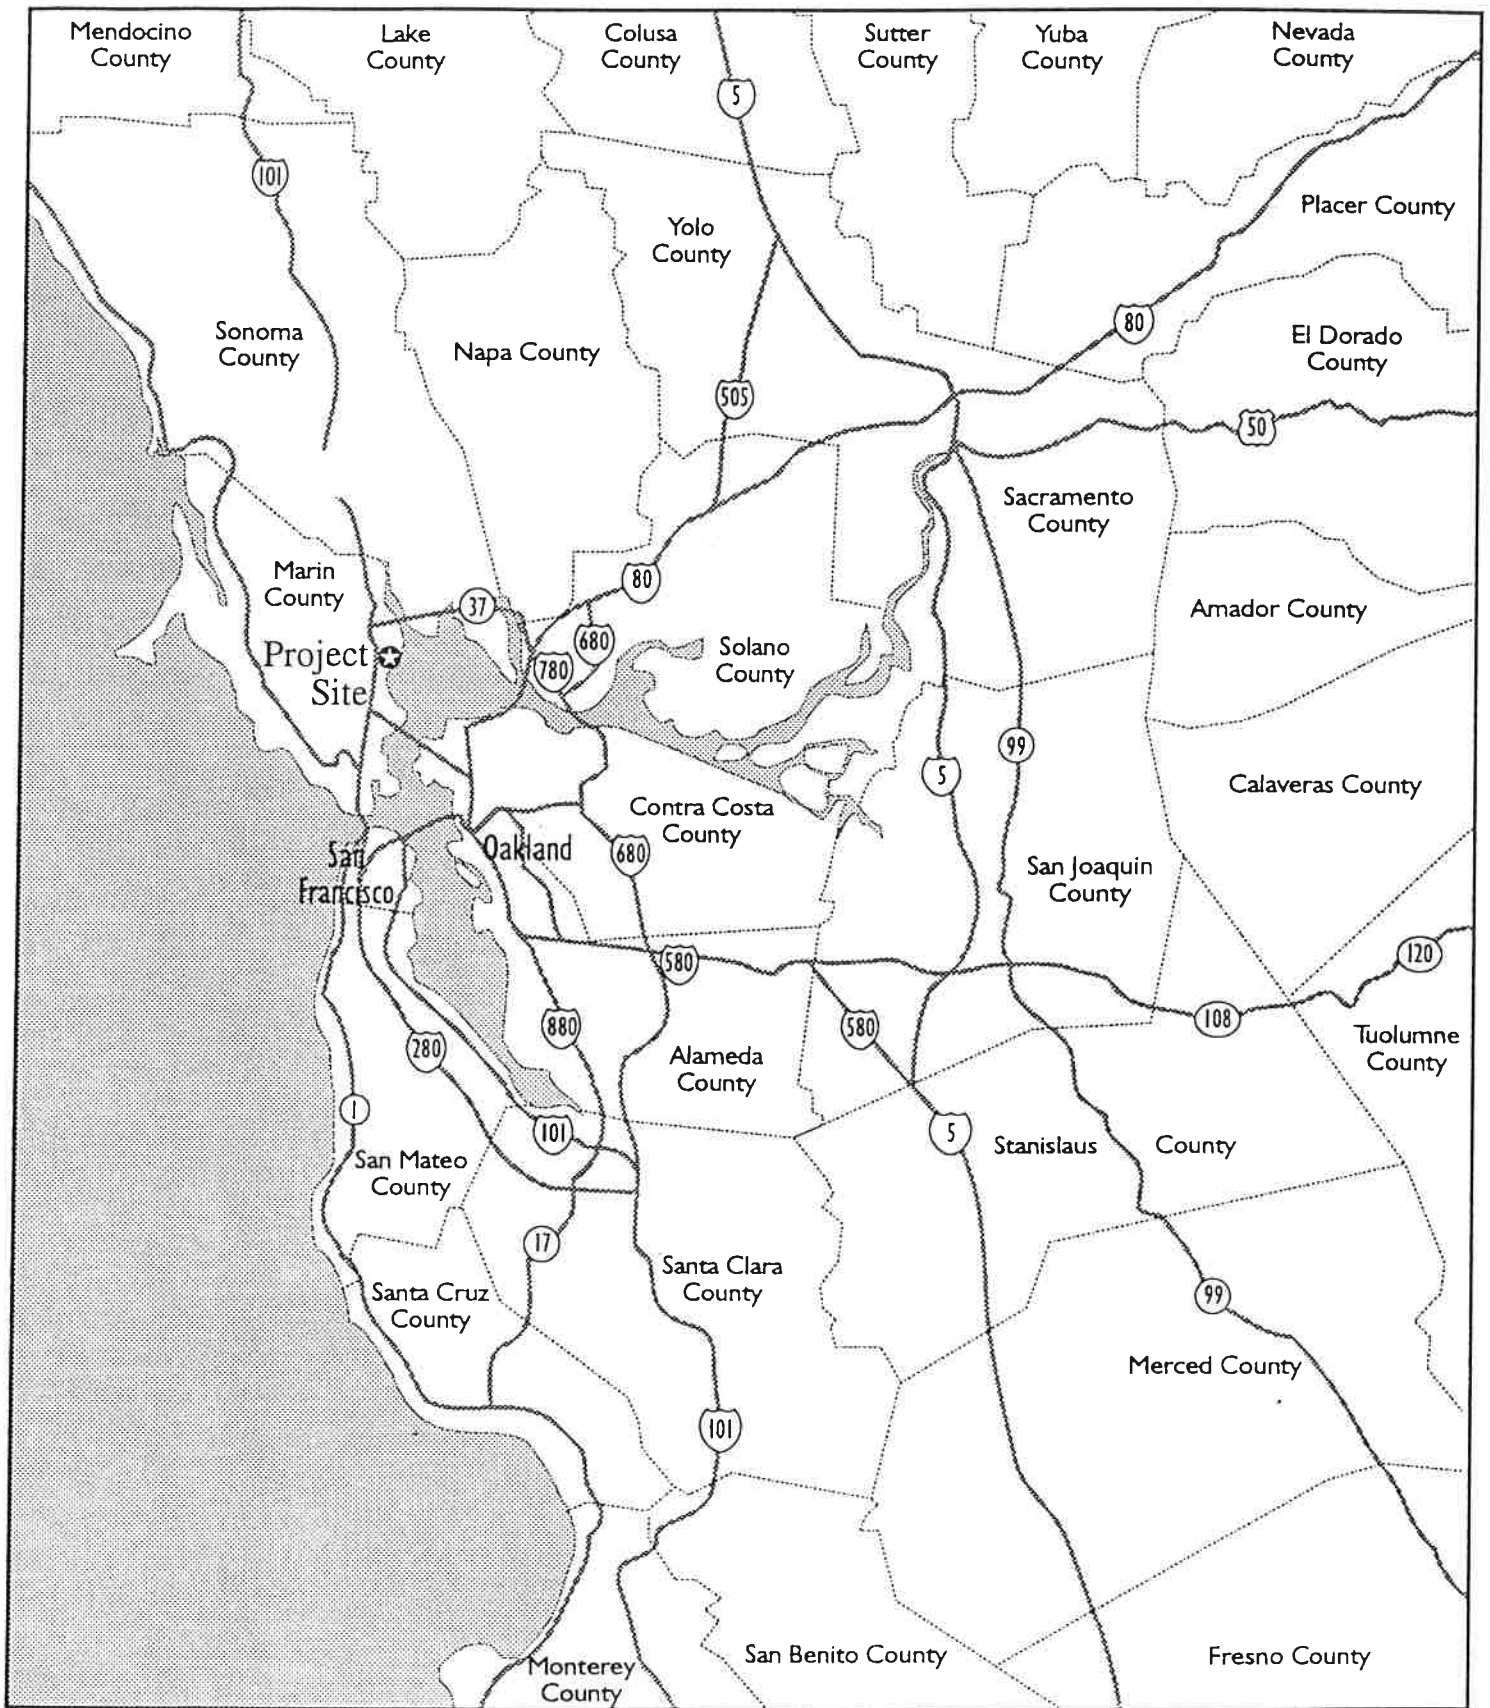 Mendocino
County
Lake
County
Colusa
County
Sutter
County
Yuba
County
Nevada
County
5
101
Placer County
Yolo
County
80
Sonoma
County
Napa County
El Dorado
County
505
50
Sacramento
County
Marin
County
80
37
Amador County
680
Project
Site
780
Solano
County
99
5
Calaveras County
Contra Costa
County
San
Francisco
Oakland
680
San Joaquin
County
120
580
108
880
580
280
Alameda
County
Tuolumne
County
1
101
5
Stanislaus County
San Mateo
County
17
Santa Clara
County
Santa Cruz
County
99
Merced County
101
San Benito County
Fresno County
Monterey
County